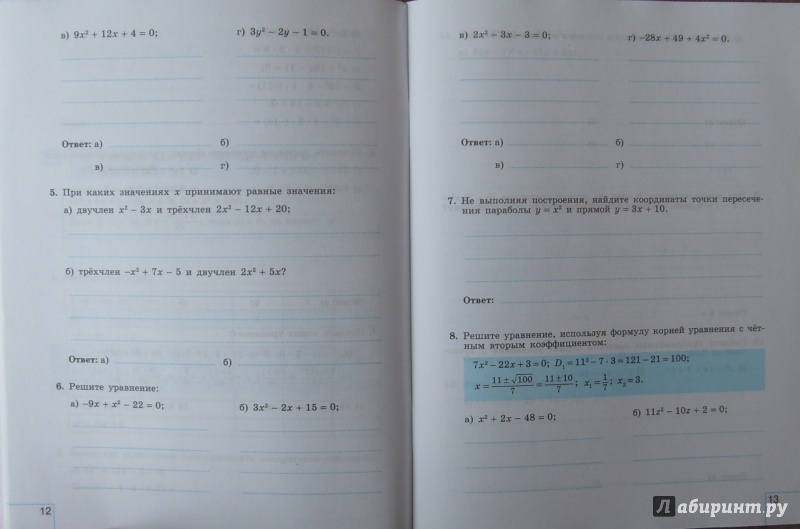 в) 9x² + 12x + 4 = 0;
г) 3y² − 2y − 1 = 0.
Ответ: а)
б)
в)
г)
5. При каких значениях x принимают равные значения:
а) двучлен x² − 3x и трёхчлен 2x² − 12x + 20;
б) трёхчлен −x² + 7x − 5 и двучлен 2x² + 5x?
Ответ: а)
б)
6. Решите уравнение:
а) −9x + x² − 22 = 0;
б) 3x² − 2x + 15 = 0;
12
в) 2x² − 3x − 3 = 0;
г) −28x + 49 + 4x² = 0.
Ответ: а)
б)
в)
г)
7. Не выполняя построения, найдите координаты точки пересече-
ния параболы y = x² и прямой y = 3x + 10.
Ответ:
8. Решите уравнение, используя формулу корней уравнения с чёт-
ным вторым коэффициентом:
7x² − 22x + 3 = 0; D₁ = 11² − 7 · 3 = 121 − 21 = 100;
x = (11 ± √100)/7 = (11 ± 10)/7; x₁ = 1/7; x₂ = 3.
а) x² + 2x − 48 = 0;
б) 11z² − 10z + 2 = 0;
13
Лабиринт.ру